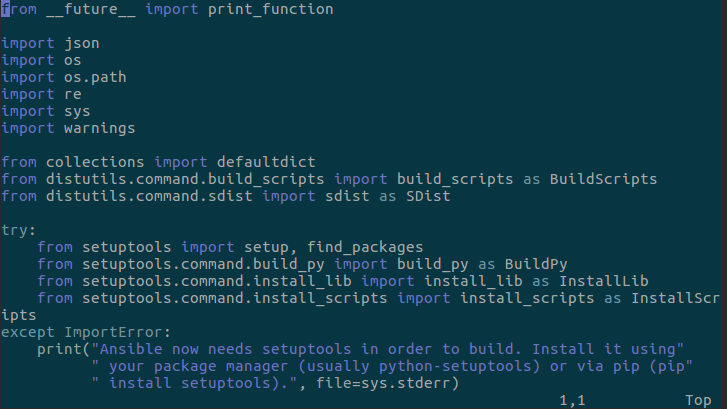 from __future__ import print_function

import json
import os
import os.path
import re
import sys
import warnings

from collections import defaultdict
from distutils.command.build_scripts import build_scripts as BuildScripts
from distutils.command.sdist import sdist as SDist

try:
    from setuptools import setup, find_packages
    from setuptools.command.build_py import build_py as BuildPy
    from setuptools.command.install_lib import install_lib as InstallLib
    from setuptools.command.install_scripts import install_scripts as InstallScr
ipts
except ImportError:
    print("Ansible now needs setuptools in order to build. Install it using"
          " your package manager (usually python-setuptools) or via pip (pip"
          " install setuptools).", file=sys.stderr)
1,1 Top